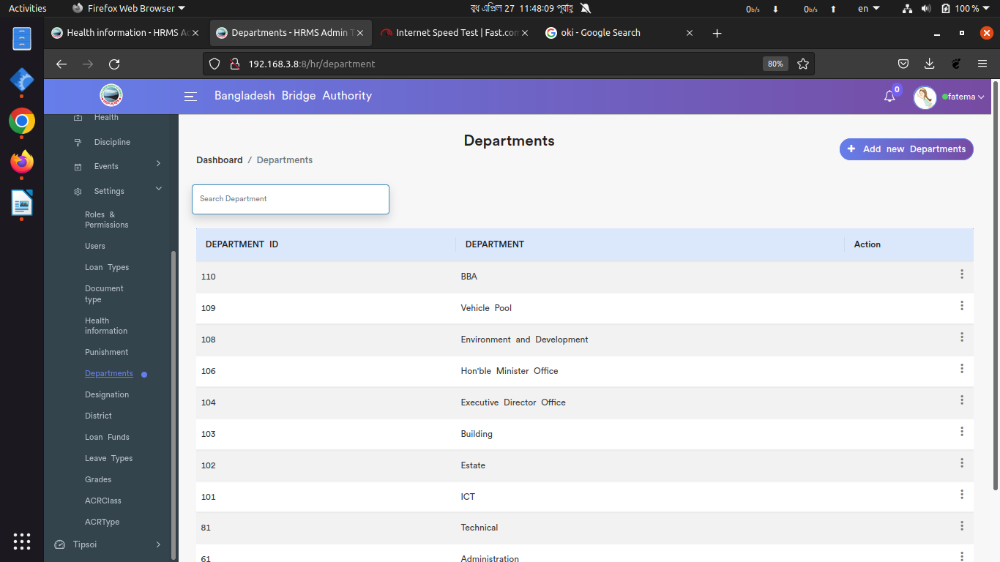 Activities Firefox Web Browser বুধ এপ্রিল 27 11:48:09 পূর্বাহ্ণ 0b/s 0b/s en 100 %
Health information - HRMS Ad Departments - HRMS Admin T Internet Speed Test | Fast.com oki - Google Search
192.168.3.8:8/hr/department 80%
Bangladesh Bridge Authority 0 fatema
Health
Discipline
Events
Settings
Roles &
Permissions
Users
Loan Types
Document
type
Health
information
Punishment
Departments
Designation
District
Loan Funds
Leave Types
Grades
ACRClass
ACRType
Tipsoi
Departments
Add new Departments
Dashboard / Departments
Search Department
DEPARTMENT ID DEPARTMENT Action
110 BBA
109 Vehicle Pool
108 Environment and Development
106 Hon'ble Minister Office
104 Executive Director Office
103 Building
102 Estate
101 ICT
81 Technical
61 Administration